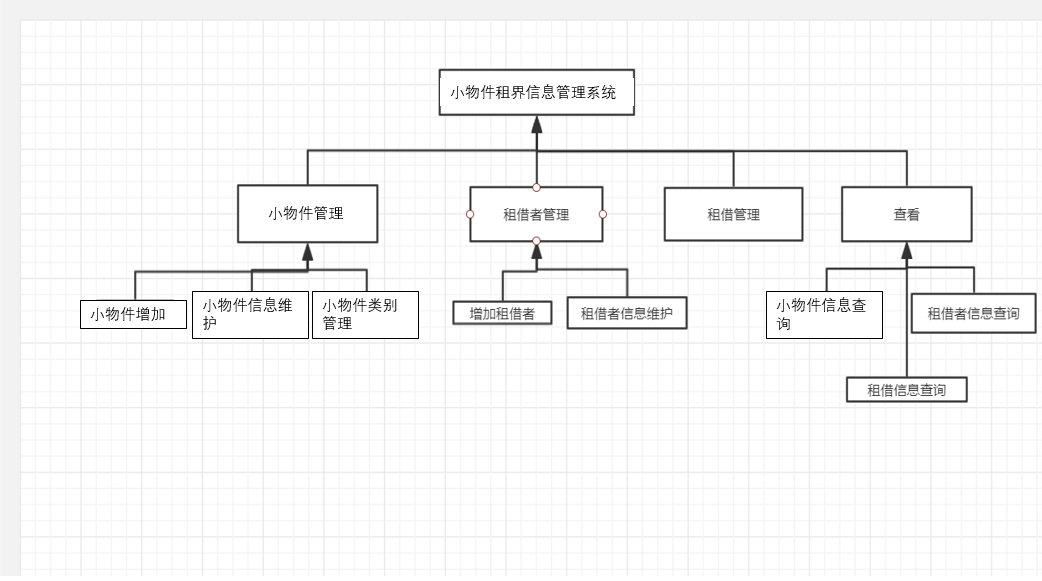 小物件租界信息管理系统
小物件管理
租借者管理
租借管理
查看
小物件增加
小物件信息维
护
小物件类别
管理
增加租借者
租借者信息维护
小物件信息查
询
租借者信息查询
租借信息查询